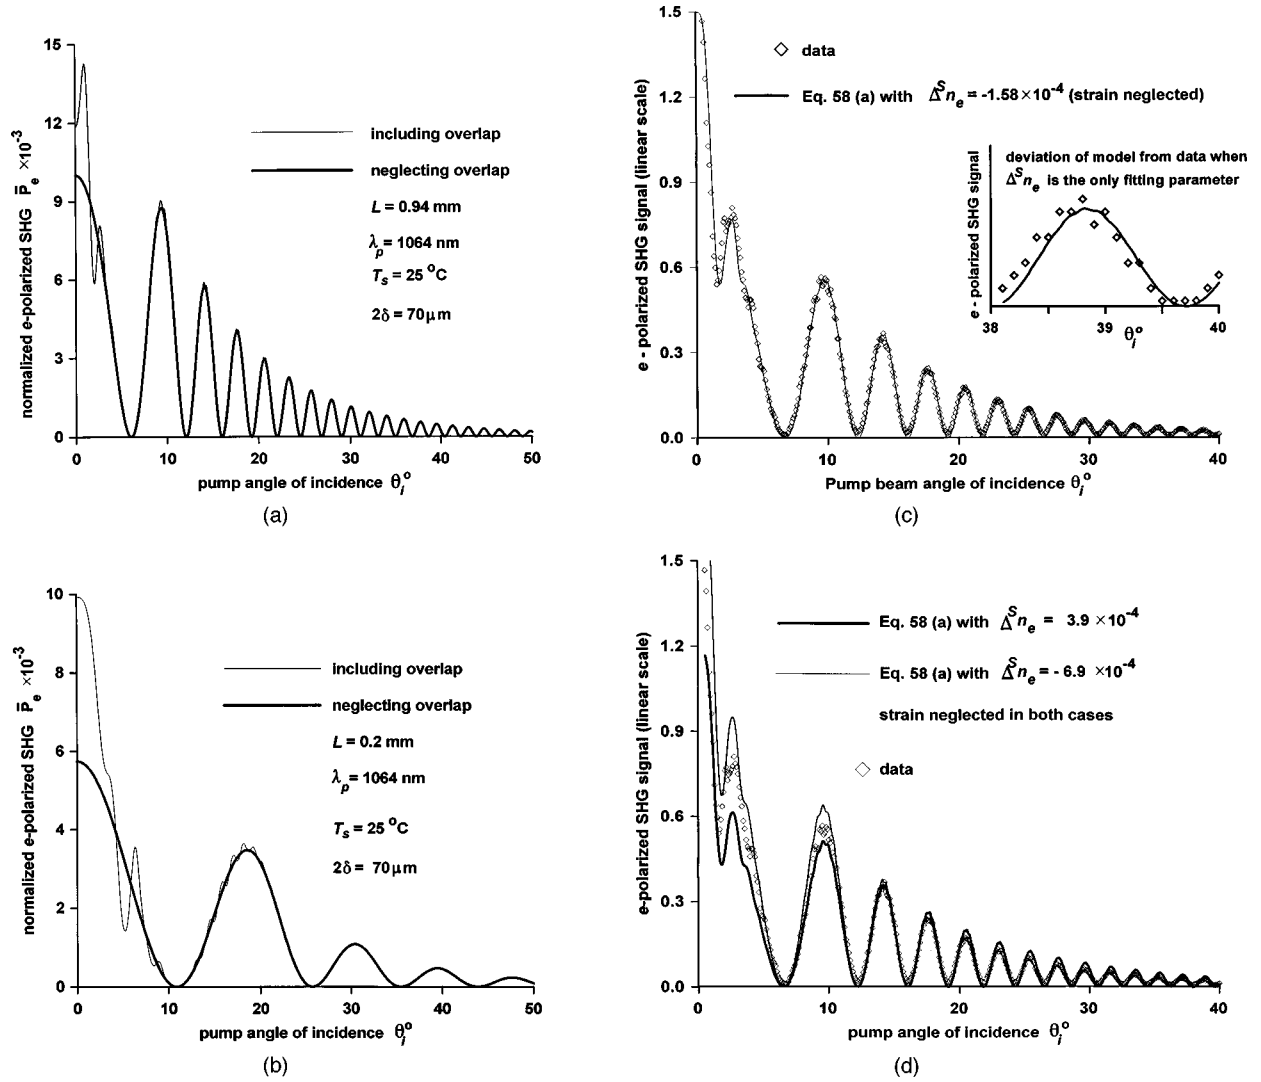 15
12
9
6
3
0
normalized e-polarized SHG P̅e ×10-3
including overlap
neglecting overlap
L = 0.94 mm
λp = 1064 nm
Ts = 25 °C
2δ = 70μm
0 10 20 30 40 50
pump angle of incidence θi°
(a)
1.5
1.2
0.9
0.6
0.3
0.0
e - polarized SHG signal (linear scale)
data
Eq. 58 (a) with ΔSne = -1.58×10-4 (strain neglected)
deviation of model from data when
ΔSne is the only fitting parameter
e - polarized SHG signal
38 39 40
θi°
0 10 20 30 40
Pump beam angle of incidence θi°
(c)
10
8
6
4
2
0
normalized e-polarized SHG P̅e ×10-3
including overlap
neglecting overlap
L = 0.2 mm
λp = 1064 nm
Ts = 25 °C
2δ = 70μm
0 10 20 30 40 50
pump angle of incidence θi°
(b)
1.5
1.2
0.9
0.6
0.3
0.0
e-polarized SHG signal (linear scale)
Eq. 58 (a) with ΔSne = 3.9 ×10-4
Eq. 58 (a) with ΔSne = - 6.9 ×10-4
strain neglected in both cases
data
0 10 20 30 40
pump angle of incidence θi°
(d)